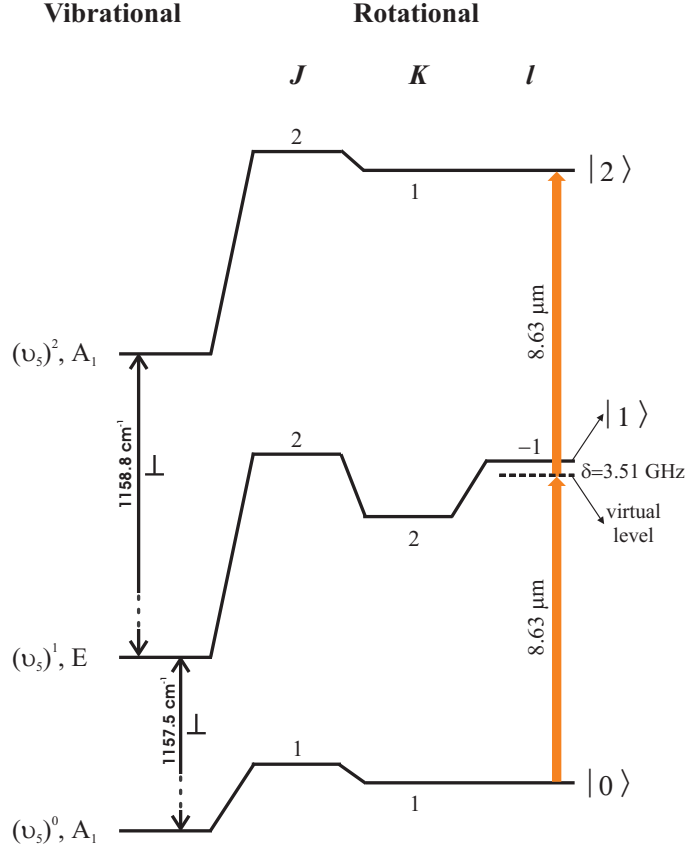 Vibrational Rotational
J K l
2
|2⟩
1
8.63 μm
(υ₅)², A₁
1158.8 cm⁻¹
⊥
|1⟩
2
−1
δ=3.51 GHz
virtual
level
2
8.63 μm
(υ₅)¹, E
1157.5 cm⁻¹
⊥
1
|0⟩
1
(υ₅)⁰, A₁